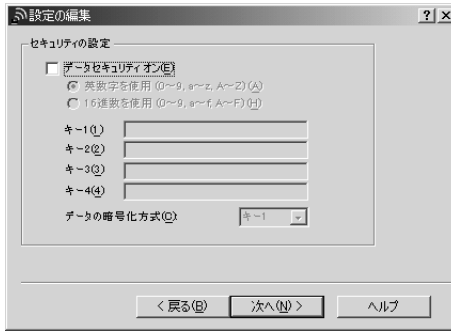 設定の編集
セキュリティの設定
データセキュリティオン(E)
英数字を使用 (0～9, a～z, A～Z)(A)
16進数を使用 (0～9, a～f, A～F)(H)
キー1(1)
キー2(2)
キー3(3)
キー4(4)
データの暗号化方式(C) キー1
< 戻る(B) 次へ(N) > ヘルプ